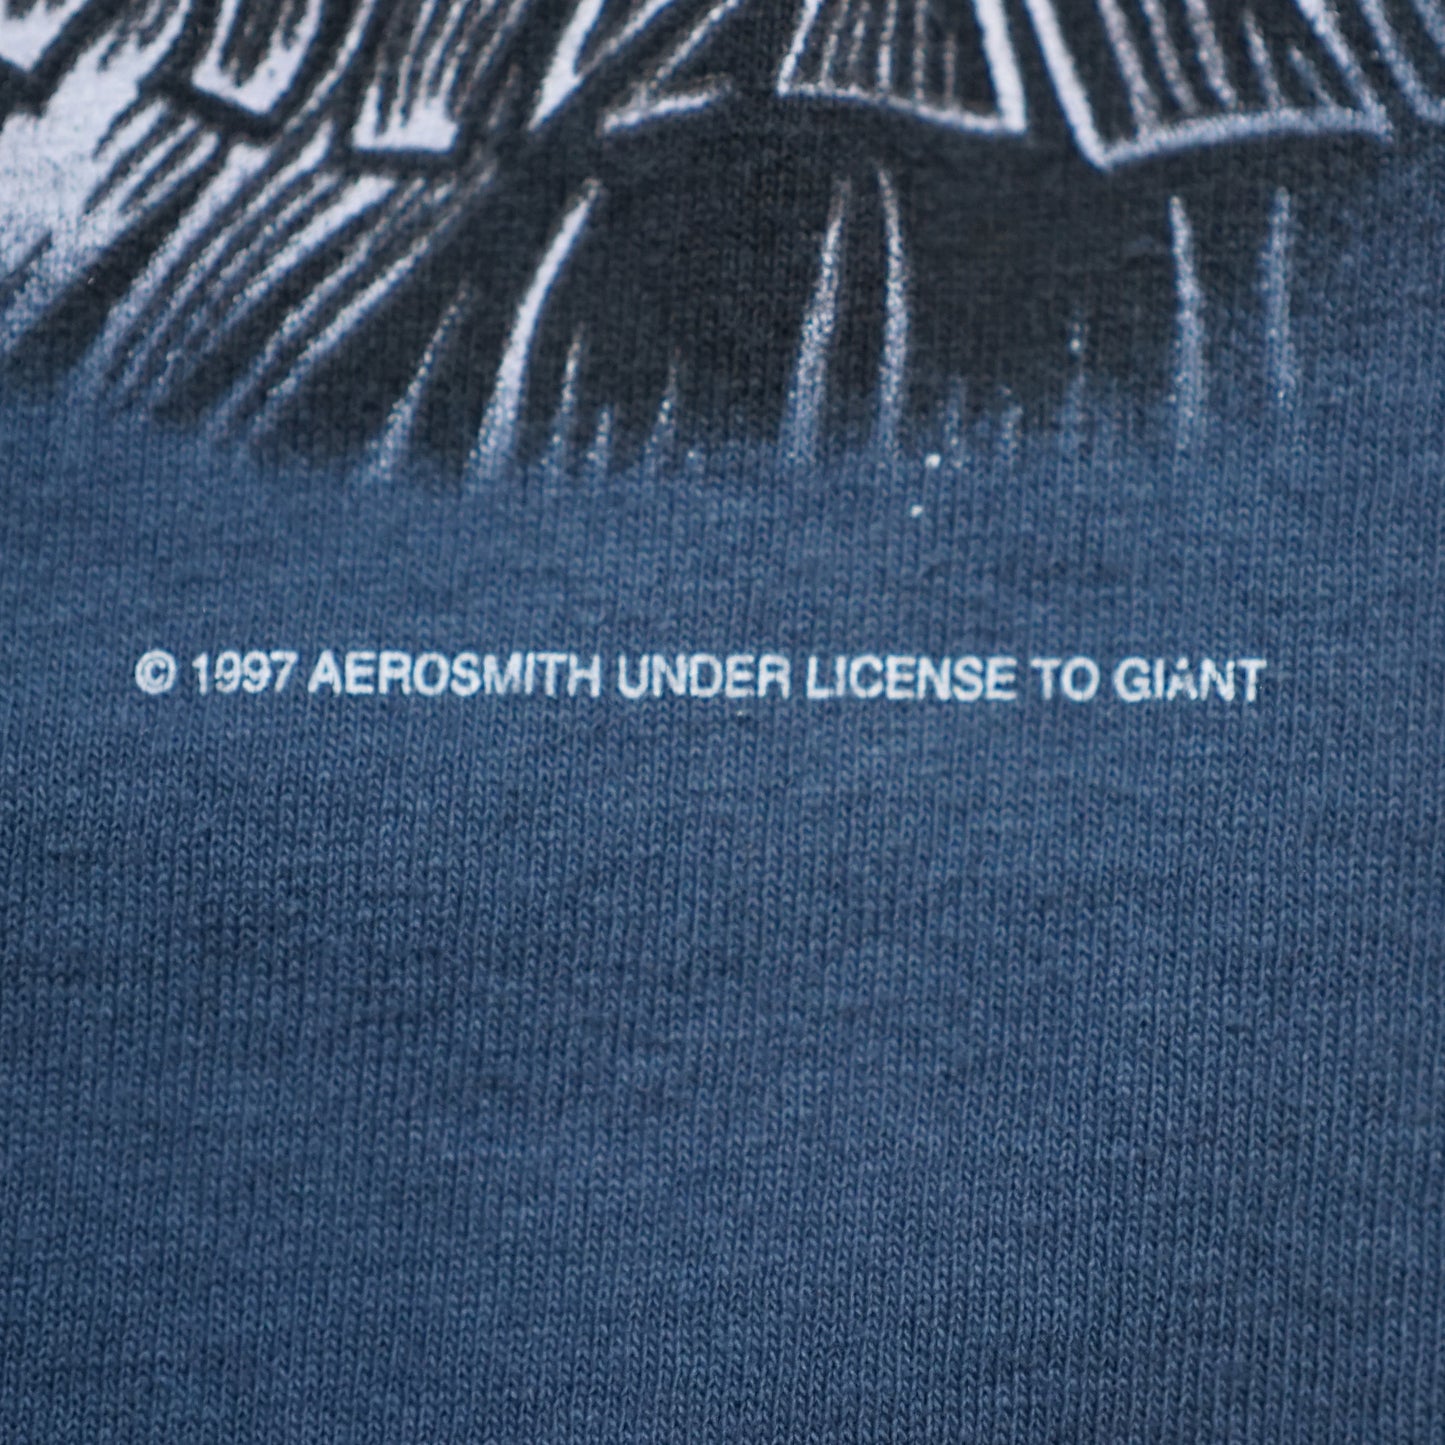 © 1997 AEROSMITH UNDER LICENSE TO GIANT